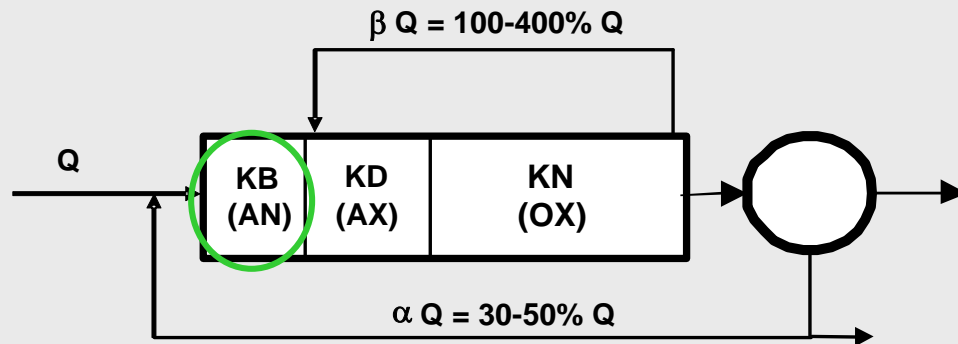 β Q = 100-400% Q
Q
KB
(AN)
KD
(AX)
KN
(OX)
α Q = 30-50% Q